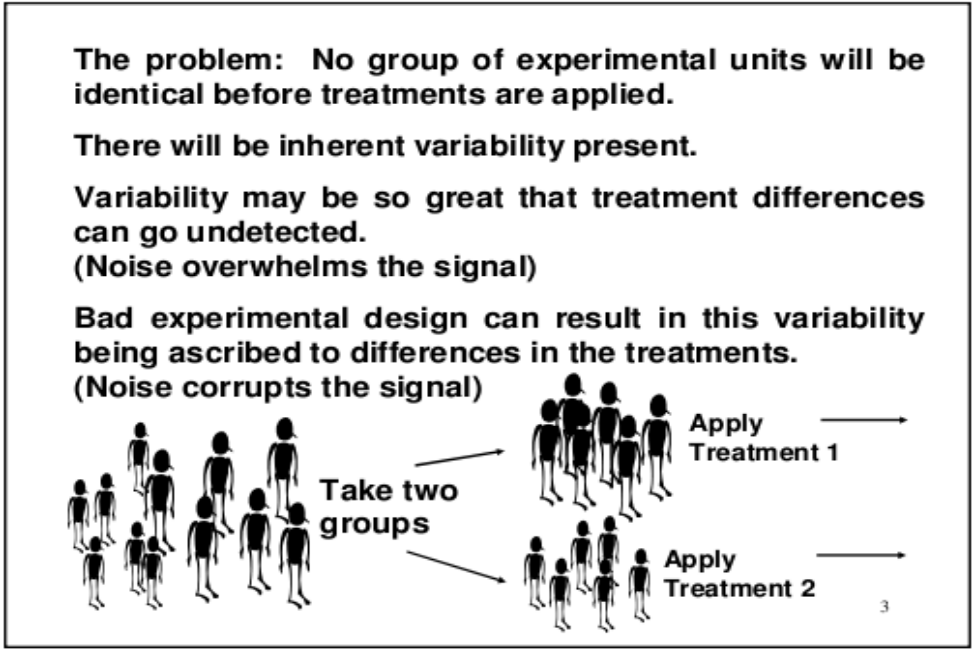 The problem: No group of experimental units will be
identical before treatments are applied.
There will be inherent variability present.
Variability may be so great that treatment differences
can go undetected.
(Noise overwhelms the signal)
Bad experimental design can result in this variability
being ascribed to differences in the treatments.
(Noise corrupts the signal)
Take two
groups
Apply
Treatment 1
Apply
Treatment 2
3